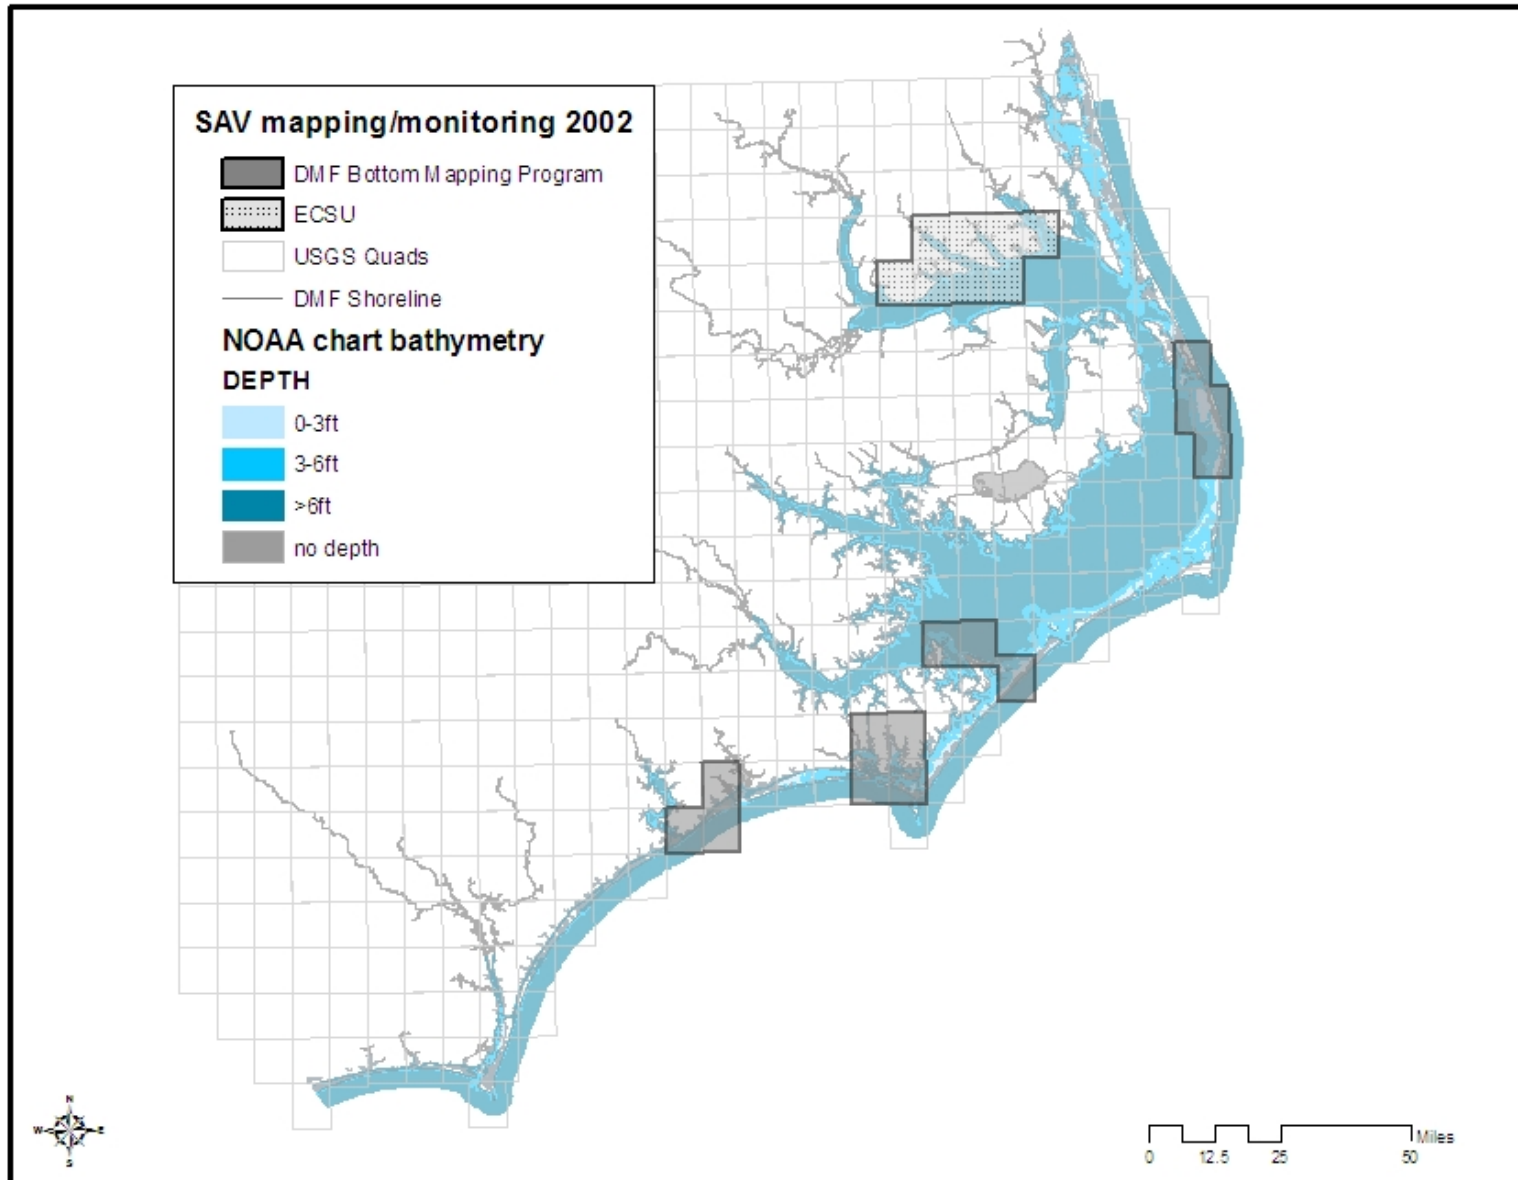 SAV mapping/monitoring 2002
DMF Bottom Mapping Program
ECSU
USGS Quads
DMF Shoreline
NOAA chart bathymetry
DEPTH
0-3ft
3-6ft
>6ft
no depth
N
W E
S
Miles
0 12.5 25 50